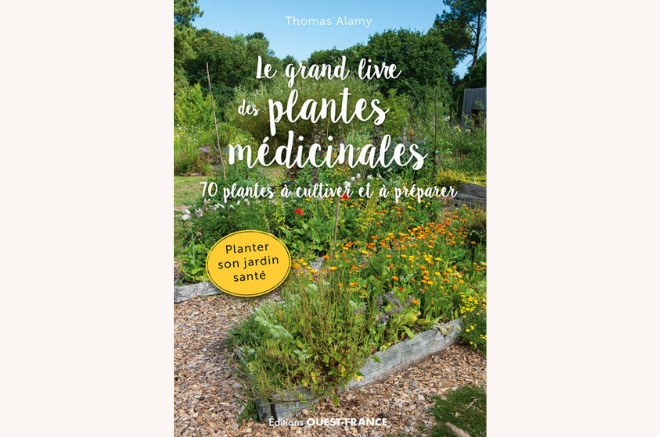 Thomas Alamy
Le grand livre
des plantes
médicinales
70 plantes à cultiver et à préparer
Planter
son jardin
santé
Éditions OUEST-FRANCE